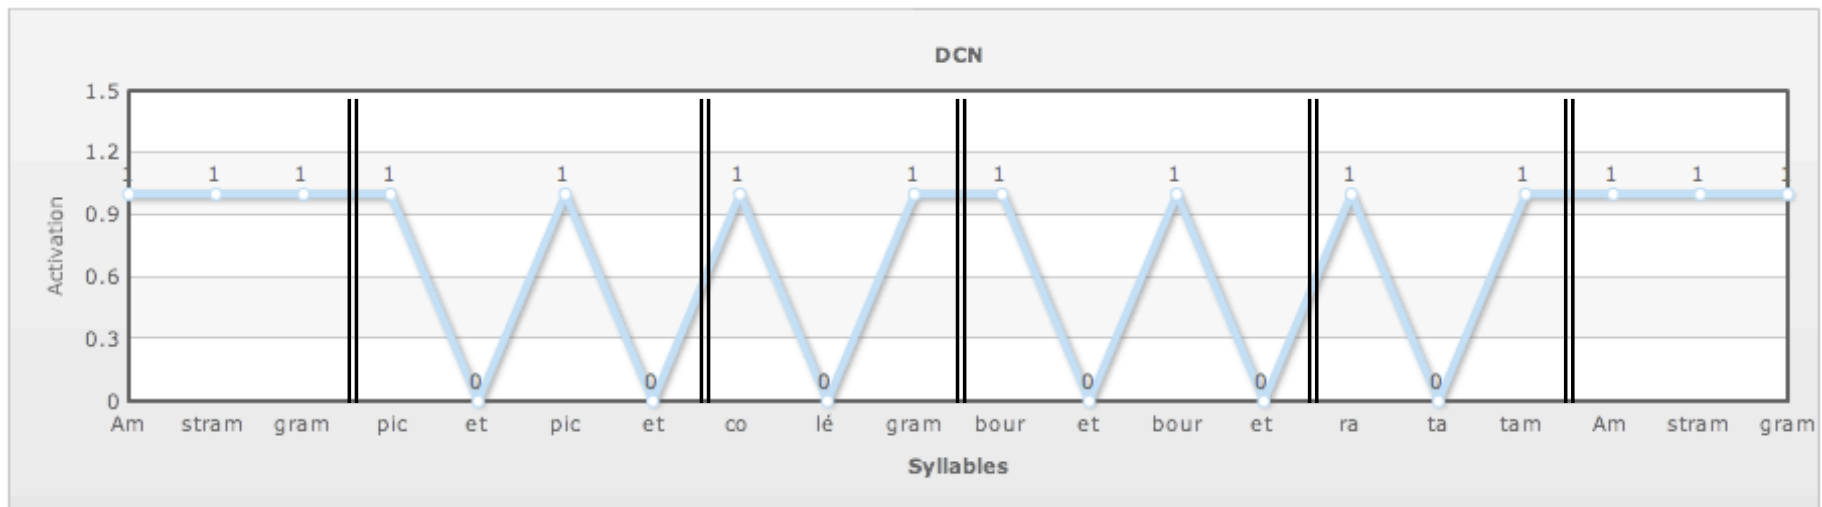 DCN
1.5
1.2
1 1 1 1 1 1 1 1 1 1 1 1 1 1
0.9
Activation
0.6
0.3
0 0 0 0 0 0
0
Am stram gram pic et pic et co lé gram bour et bour et ra ta tam Am stram gram
Syllables